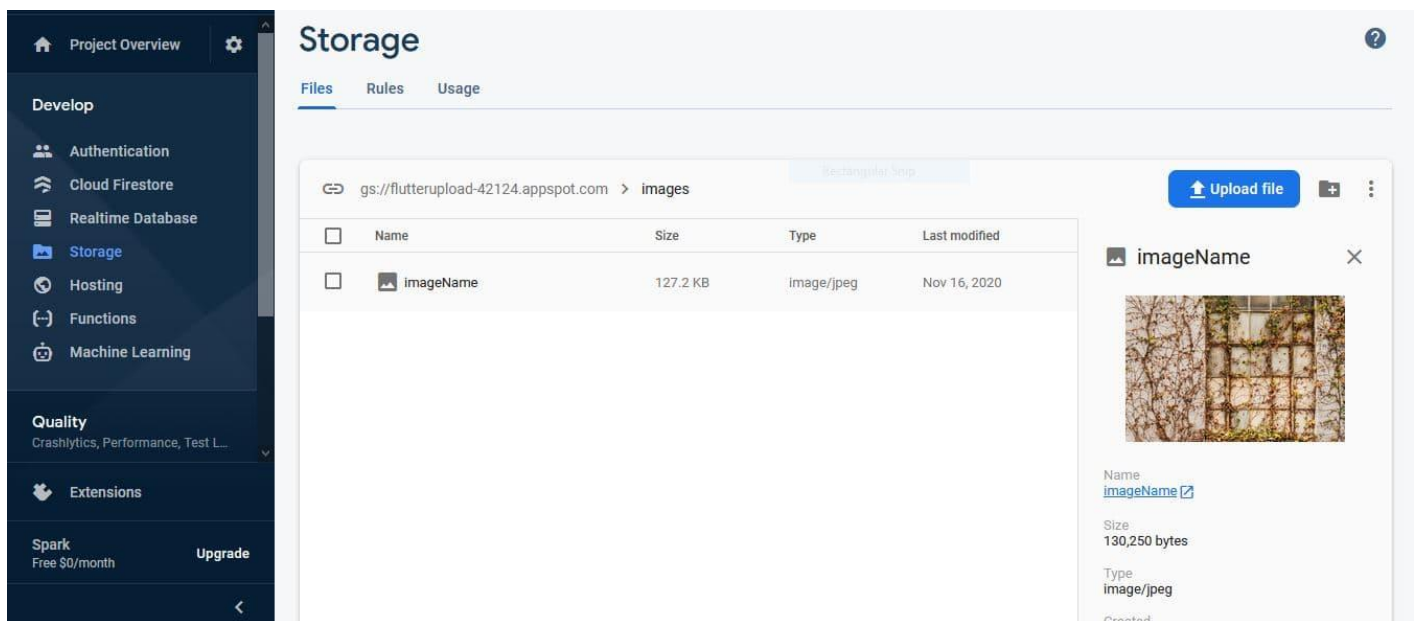 Project Overview
Develop
Authentication
Cloud Firestore
Realtime Database
Storage
Hosting
Functions
Machine Learning
Quality
Crashlytics, Performance, Test L...
Extensions
Spark
Free $0/month
Upgrade
Storage
Files Rules Usage
gs://flutterupload-42124.appspot.com > images
Rectangular Snip
Upload file
Name Size Type Last modified
imageName 127.2 KB image/jpeg Nov 16, 2020
imageName
Name
imageName
Size
130,250 bytes
Type
image/jpeg
Created